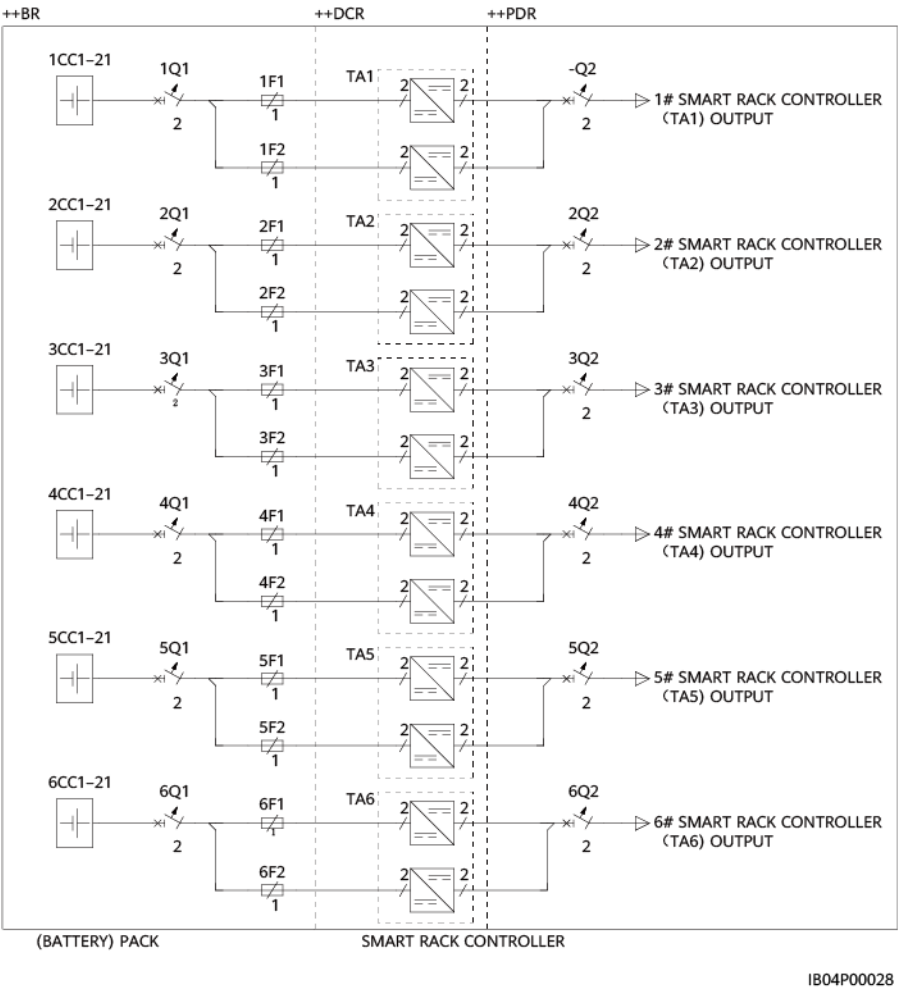 ++BR ++DCR ++PDR
1CC1-21 1Q1 1F1 TA1 2 2 -Q2
1 2 2 1# SMART RACK CONTROLLER
(TA1) OUTPUT
1F2 2 2
1
2CC1-21 2Q1 2F1 TA2 2 2 2Q2
1 2 2 2# SMART RACK CONTROLLER
(TA2) OUTPUT
2F2 2 2
1
3CC1-21 3Q1 3F1 TA3 2 2 3Q2
1 2 2 3# SMART RACK CONTROLLER
(TA3) OUTPUT
3F2 2 2
1
4CC1-21 4Q1 4F1 TA4 2 2 4Q2
1 2 2 4# SMART RACK CONTROLLER
(TA4) OUTPUT
4F2 2 2
1
5CC1-21 5Q1 5F1 TA5 2 2 5Q2
1 2 2 5# SMART RACK CONTROLLER
(TA5) OUTPUT
5F2 2 2
1
6CC1-21 6Q1 6F1 TA6 2 2 6Q2
1 2 2 6# SMART RACK CONTROLLER
(TA6) OUTPUT
6F2 2 2
1
(BATTERY) PACK SMART RACK CONTROLLER
IB04P00028